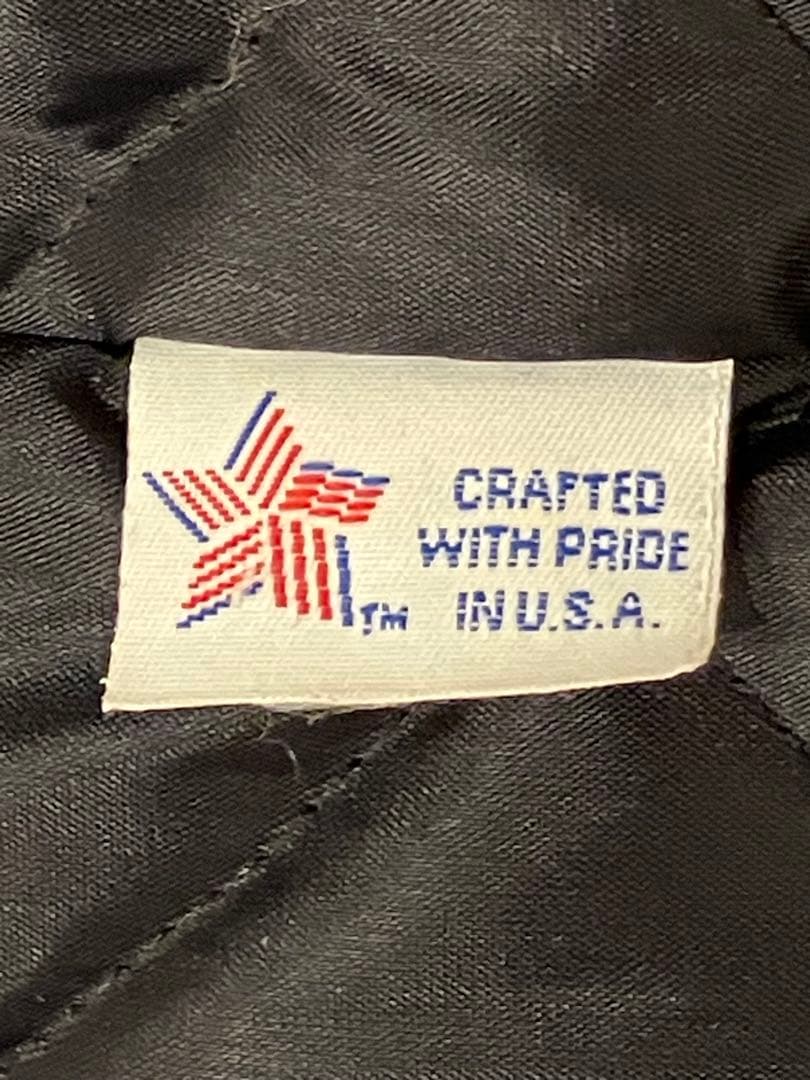 CRAFTED
WITH PRIDE
IN U.S.A.
TM